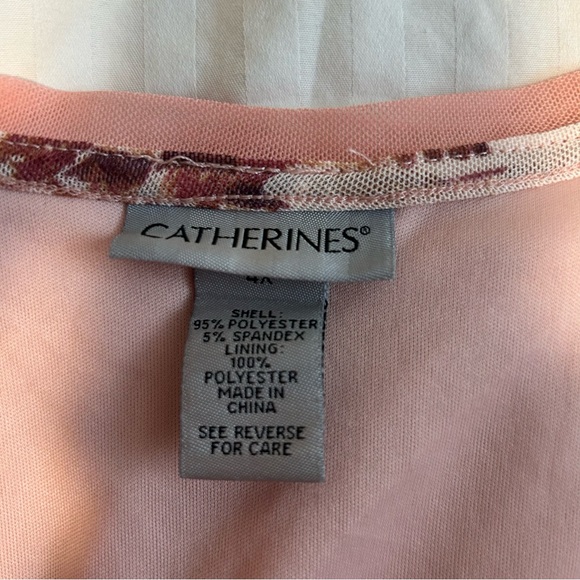 CATHERINES®
4X
SHELL:
95% POLYESTER
5% SPANDEX
LINING:
100%
POLYESTER
MADE IN
CHINA
SEE REVERSE
FOR CARE